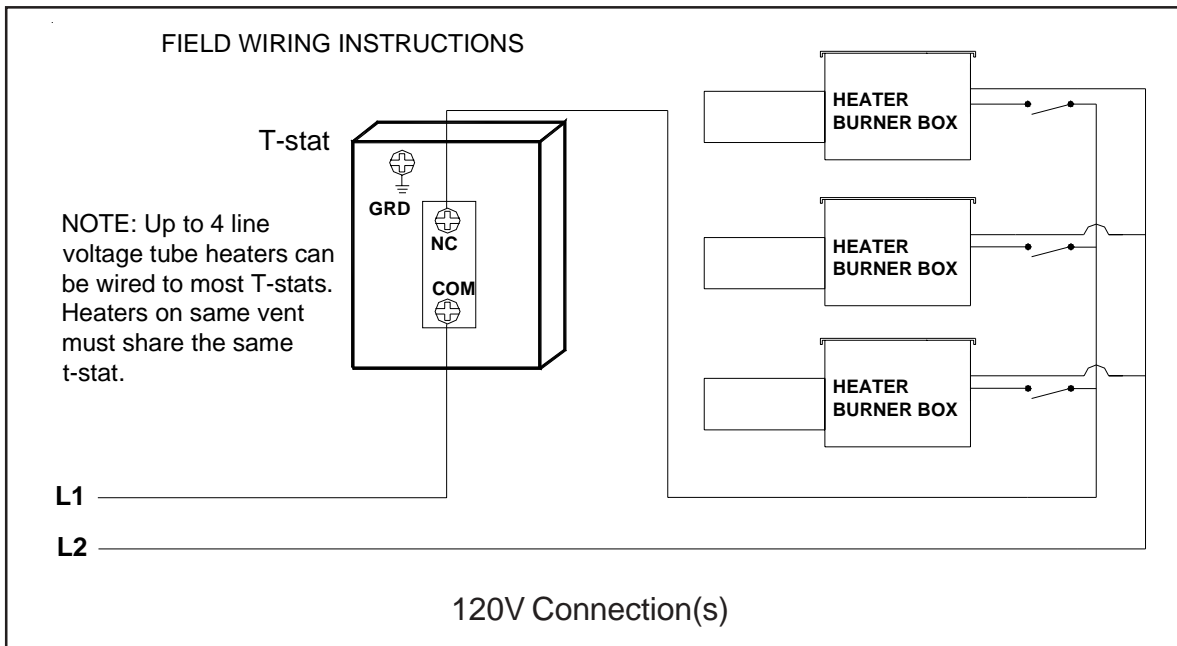 FIELD WIRING INSTRUCTIONS
T-stat
GRD
NC
COM
NOTE: Up to 4 line
voltage tube heaters can
be wired to most T-stats.
Heaters on same vent
must share the same
t-stat.
HEATER
BURNER BOX
HEATER
BURNER BOX
HEATER
BURNER BOX
L1
L2
120V Connection(s)